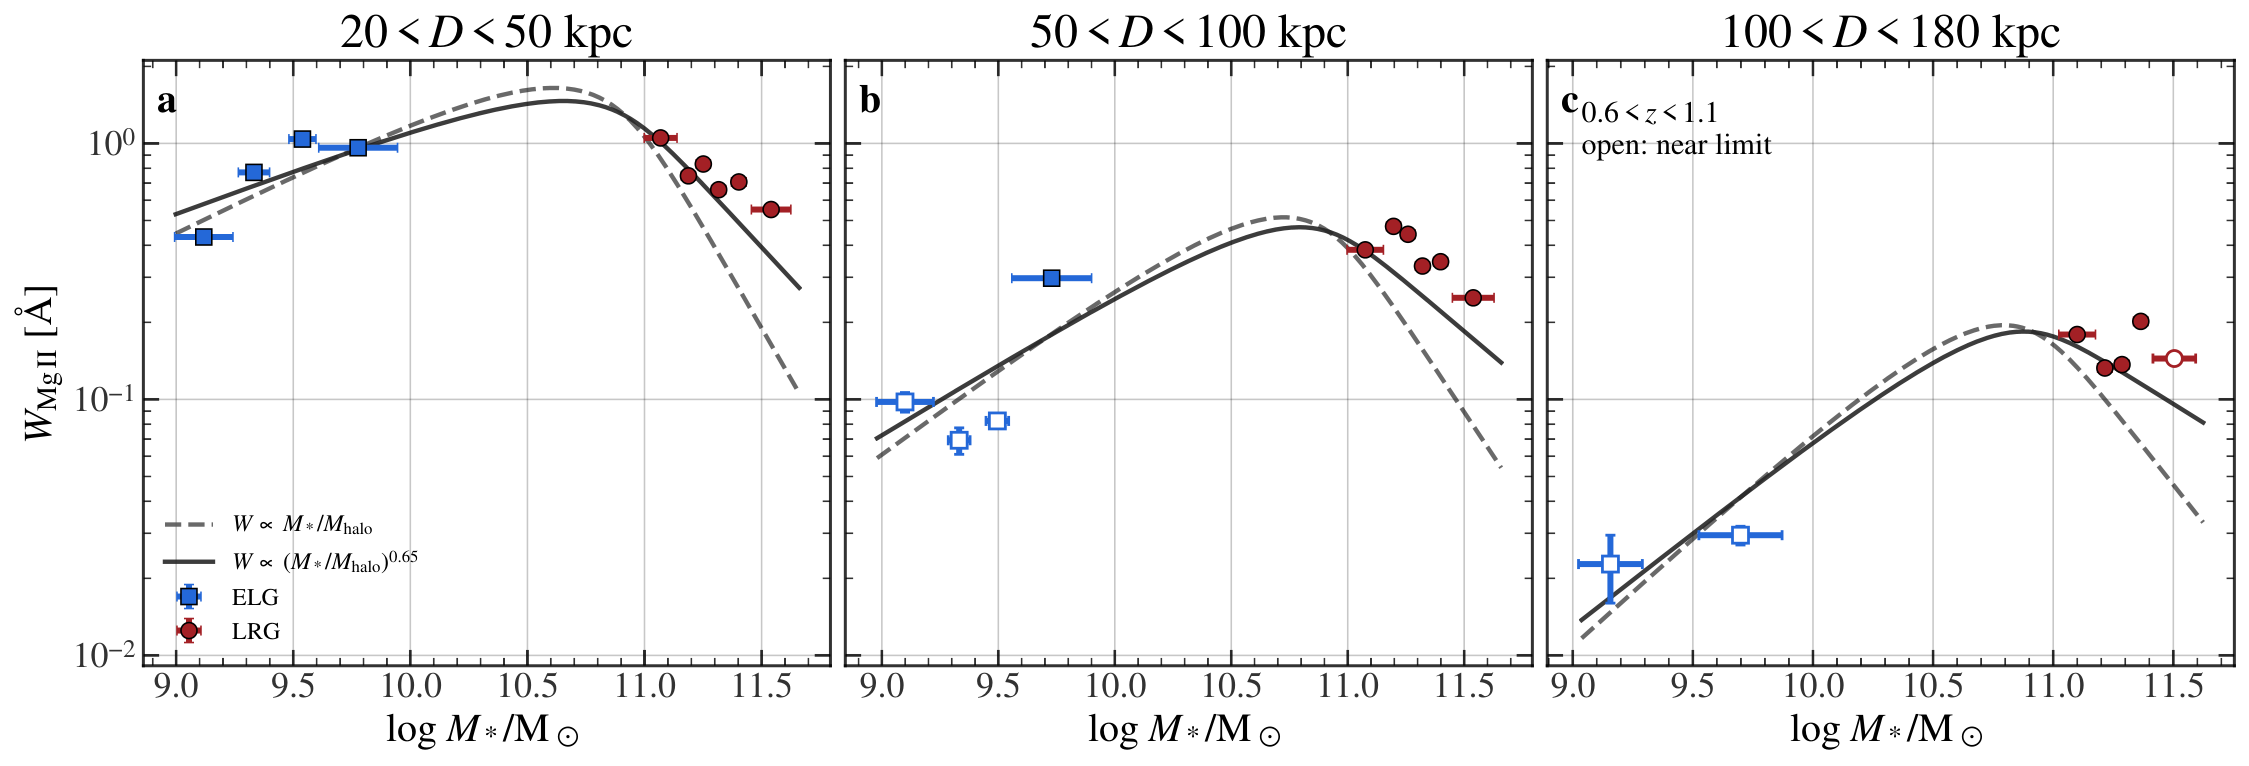 20 < D < 50 kpc
50 < D < 100 kpc
100 < D < 180 kpc
a
b
c
0.6 < z < 1.1
open: near limit
10⁰
10⁻¹
10⁻²
W_Mg II [Å]
W ∝ M*/M_halo
W ∝ (M*/M_halo)^0.65
ELG
LRG
9.0 9.5 10.0 10.5 11.0 11.5
9.0 9.5 10.0 10.5 11.0 11.5
9.0 9.5 10.0 10.5 11.0 11.5
log M*/M⊙
log M*/M⊙
log M*/M⊙